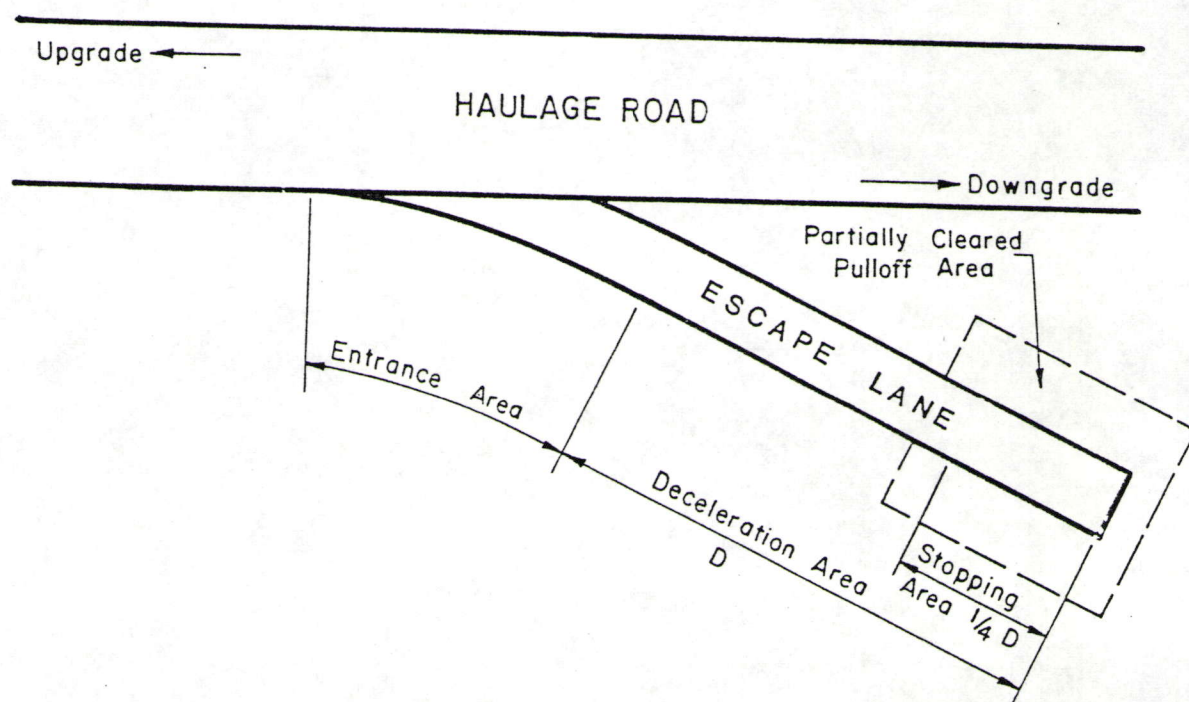 Upgrade
HAULAGE ROAD
Downgrade
Partially Cleared
Pulloff Area
ESCAPE LANE
Entrance Area
Deceleration Area
D
Stopping
Area 1/4 D